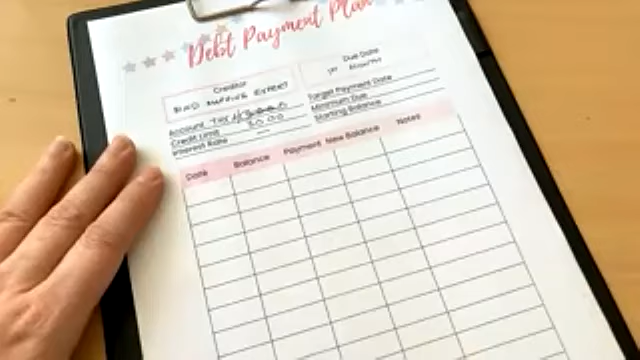 Debt Payment Plan
Creditor
Due Date
Account
Credit Limit
Interest Rate
Target Payment Date
Minimum Due
Starting Balance
Date Balance Payment New Balance Notes